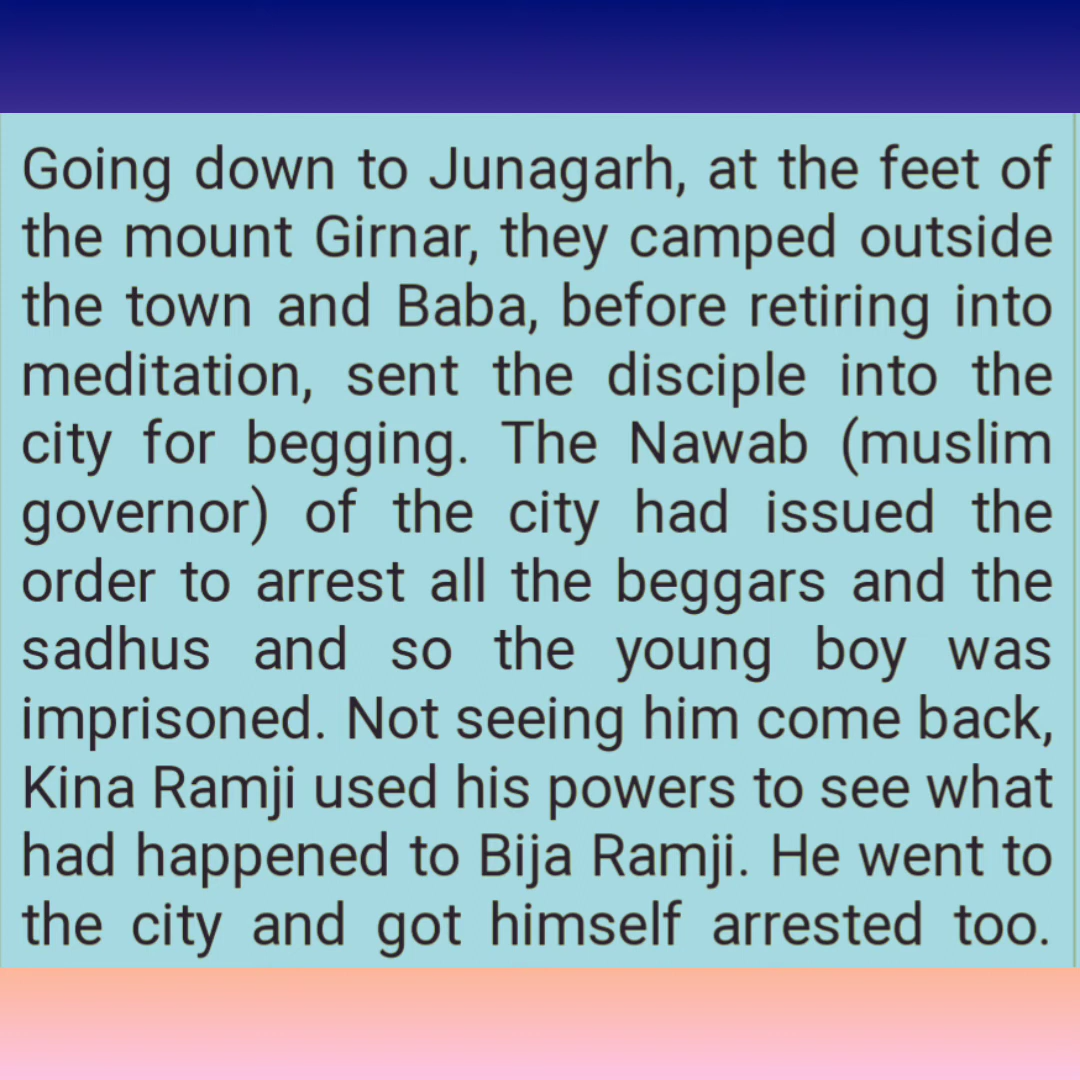 Going down to Junagarh, at the feet of
the mount Girnar, they camped outside
the town and Baba, before retiring into
meditation, sent the disciple into the
city for begging. The Nawab (muslim
governor) of the city had issued the
order to arrest all the beggars and the
sadhus and so the young boy was
imprisoned. Not seeing him come back,
Kina Ramji used his powers to see what
had happened to Bija Ramji. He went to
the city and got himself arrested too.